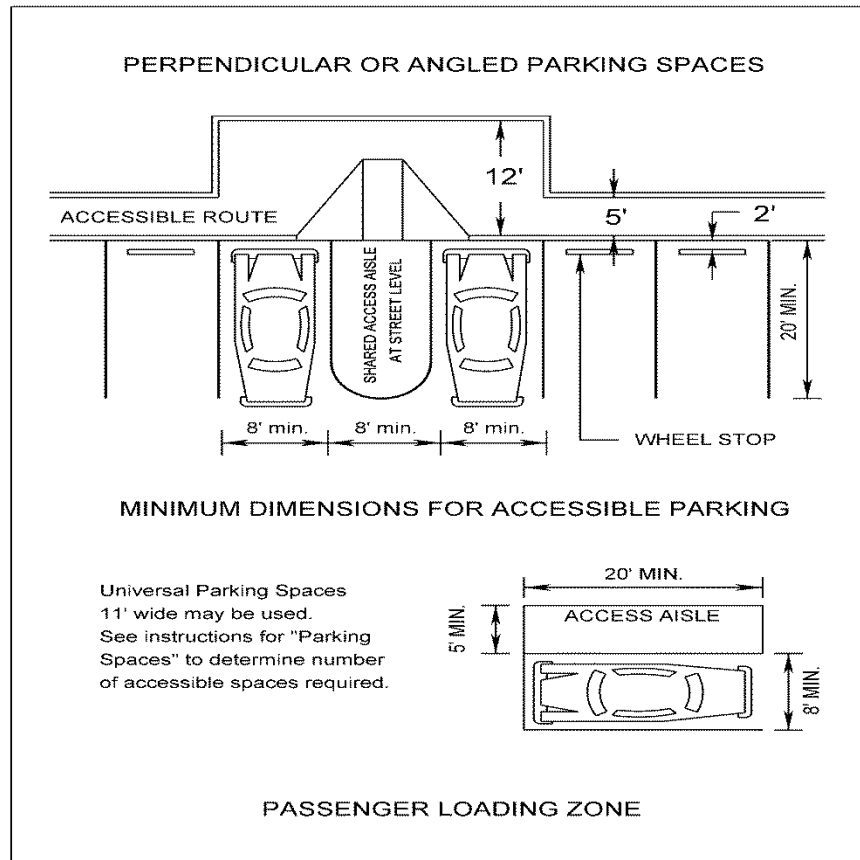 PERPENDICULAR OR ANGLED PARKING SPACES
12'
ACCESSIBLE ROUTE
5'
2'
SHARED ACCESS AISLE
AT STREET LEVEL
20' MIN.
8' min.
8' min.
8' min.
WHEEL STOP
MINIMUM DIMENSIONS FOR ACCESSIBLE PARKING
Universal Parking Spaces
11' wide may be used.
See instructions for "Parking
Spaces" to determine number
of accessible spaces required.
20' MIN.
5' MIN.
ACCESS AISLE
8' MIN.
PASSENGER LOADING ZONE